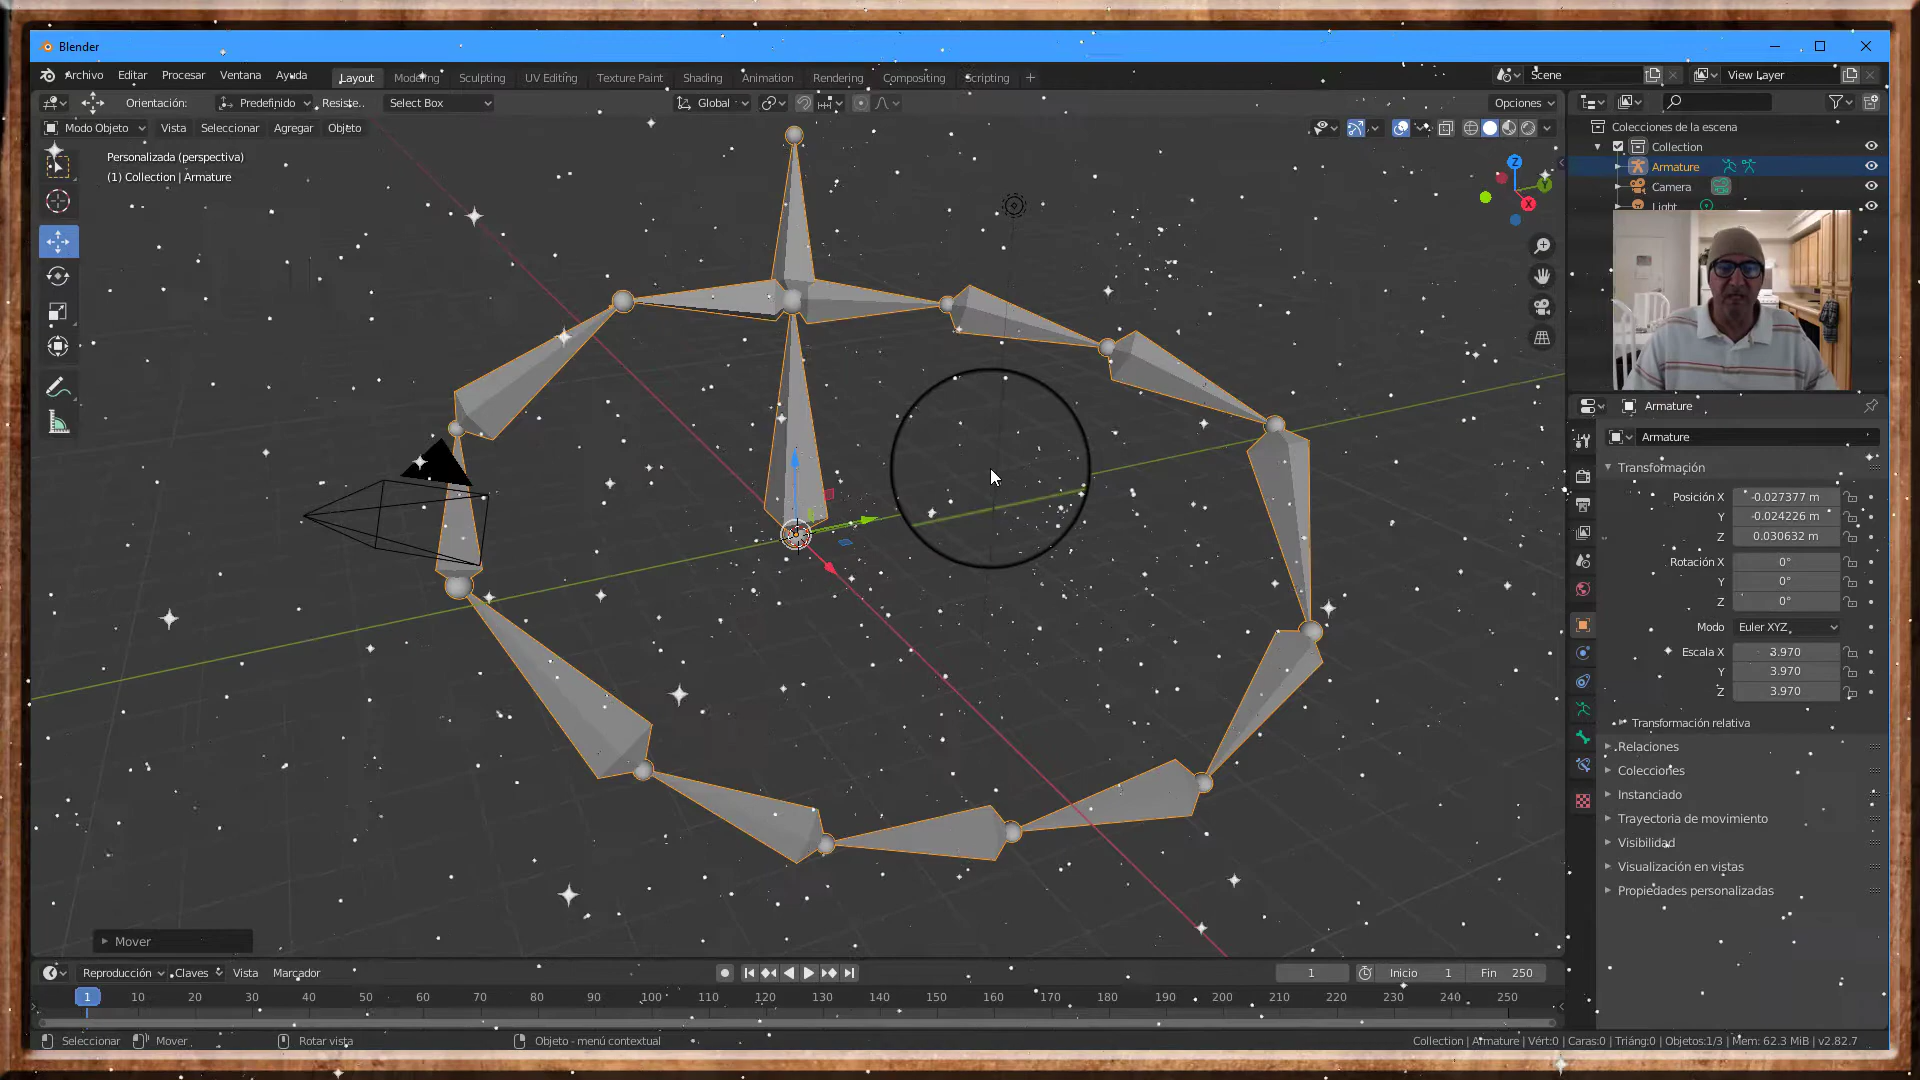 Blender
Archivo Editar Procesar Ventana Ayuda Layout Modeling Sculpting UV Editing Texture Paint Shading Animation Rendering Compositing Scripting + Scene View Layer
Orientación: Predefinido Resiste.. Select Box Global Opciones
Modo Objeto Vista Seleccionar Agregar Objeto
Personalizada (perspectiva)
(1) Collection | Armature
Z
Y
X
Colecciones de la escena
Collection
Armature
Camera
Light
Armature
Armature
Transformación
Posición X -0.027377 m
Y -0.024226 m
Z 0.030632 m
Rotación X 0°
Y 0°
Z 0°
Modo Euler XYZ
Escala X 3.970
Y 3.970
Z 3.970
Transformación relativa
Relaciones
Colecciones
Instanciado
Trayectoria de movimiento
Visibilidad
Visualización en vistas
Propiedades personalizadas
Mover
Reproducción Claves Vista Marcador 1 Inicio 1 Fin 250
1 10 20 30 40 50 60 70 80 90 100 110 120 130 140 150 160 170 180 190 200 210 220 230 240 250
Seleccionar Mover Rotar vista Objeto - menú contextual Collection | Armature | Vért:0 | Caras:0 | Triáng:0 | Objetos:1/3 | Mem: 62.3 MiB | v2.82.7